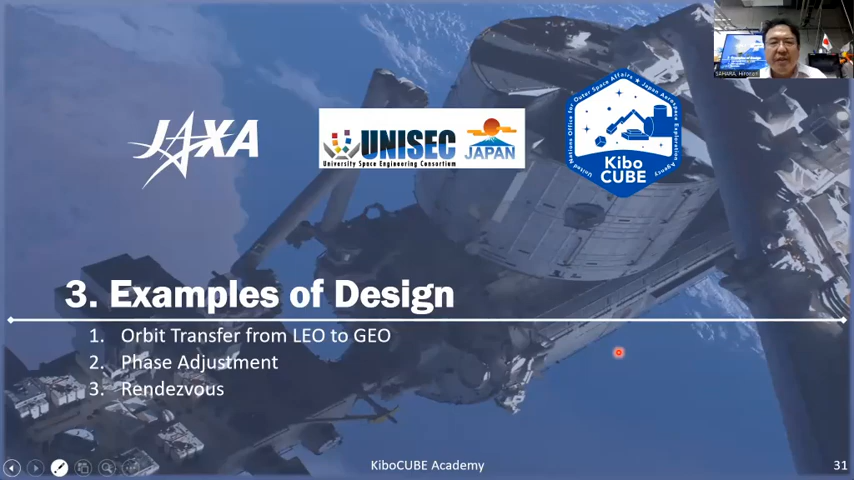 SAHARA, Hironori
JAXA
UNISEC
JAPAN
University Space Engineering Consortium
United Nations Office for Outer Space Affairs ★ Japan Aerospace Exploration Agency
Kibo
CUBE
3. Examples of Design
1. Orbit Transfer from LEO to GEO
2. Phase Adjustment
3. Rendezvous
KiboCUBE Academy
31